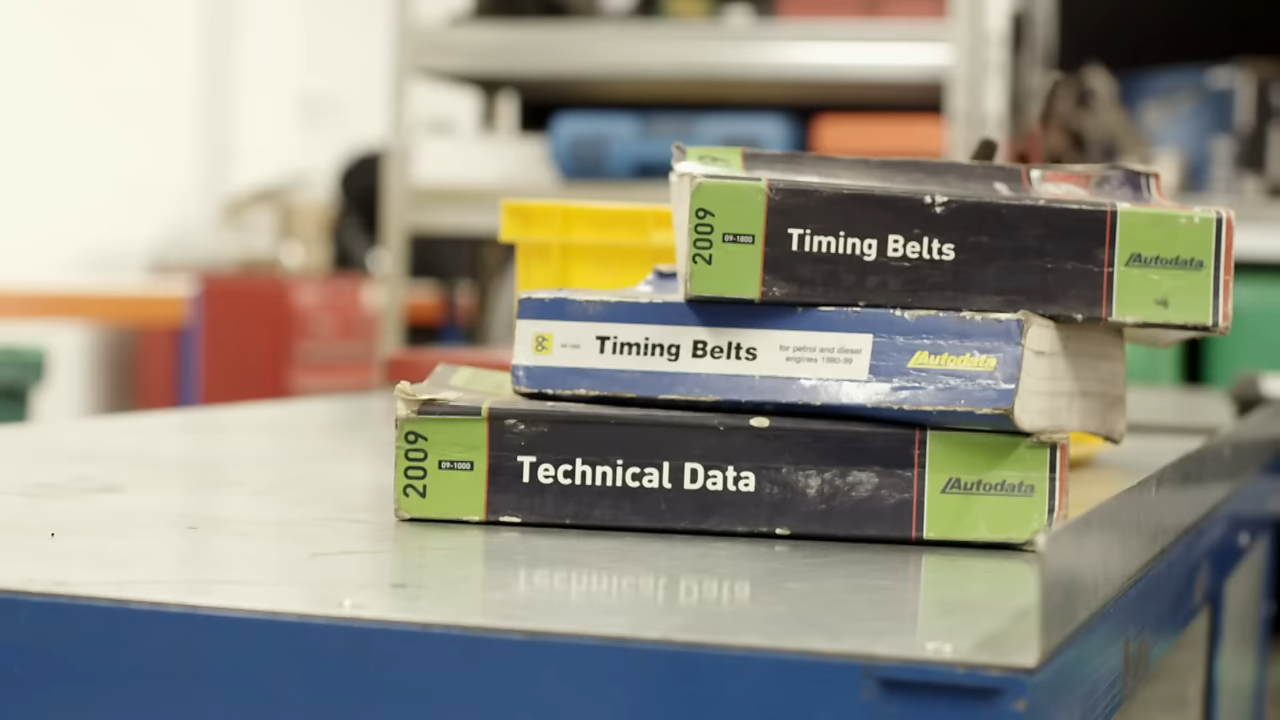 2009
09-1800
Timing Belts
Autodata
Timing Belts
for petrol and diesel
engines 1980-99
Autodata
2009
09-1000
Technical Data
Autodata